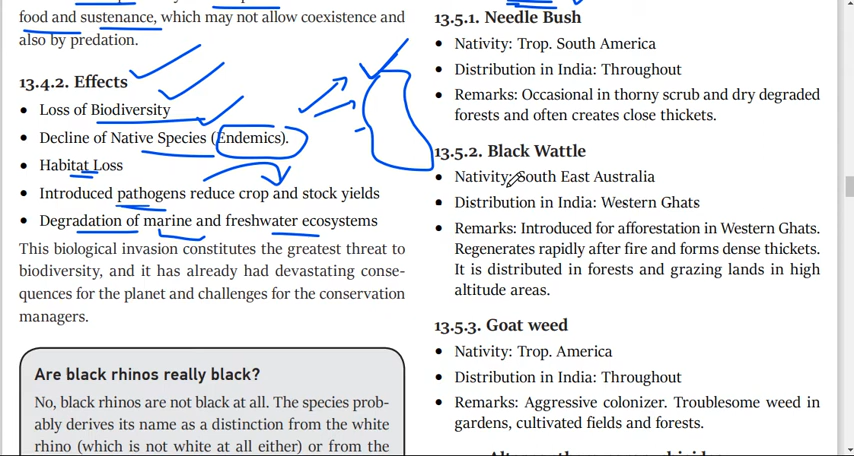 food and sustenance, which may not allow coexistence and
also by predation.
13.4.2. Effects
• Loss of Biodiversity
• Decline of Native Species (Endemics).
• Habitat Loss
• Introduced pathogens reduce crop and stock yields
• Degradation of marine and freshwater ecosystems
This biological invasion constitutes the greatest threat to
biodiversity, and it has already had devastating conse-
quences for the planet and challenges for the conservation
managers.
Are black rhinos really black?
No, black rhinos are not black at all. The species prob-
ably derives its name as a distinction from the white
rhino (which is not white at all either) or from the
13.5.1. Needle Bush
• Nativity: Trop. South America
• Distribution in India: Throughout
• Remarks: Occasional in thorny scrub and dry degraded
forests and often creates close thickets.
13.5.2. Black Wattle
• Nativity: South East Australia
• Distribution in India: Western Ghats
• Remarks: Introduced for afforestation in Western Ghats.
Regenerates rapidly after fire and forms dense thickets.
It is distributed in forests and grazing lands in high
altitude areas.
13.5.3. Goat weed
• Nativity: Trop. America
• Distribution in India: Throughout
• Remarks: Aggressive colonizer. Troublesome weed in
gardens, cultivated fields and forests.